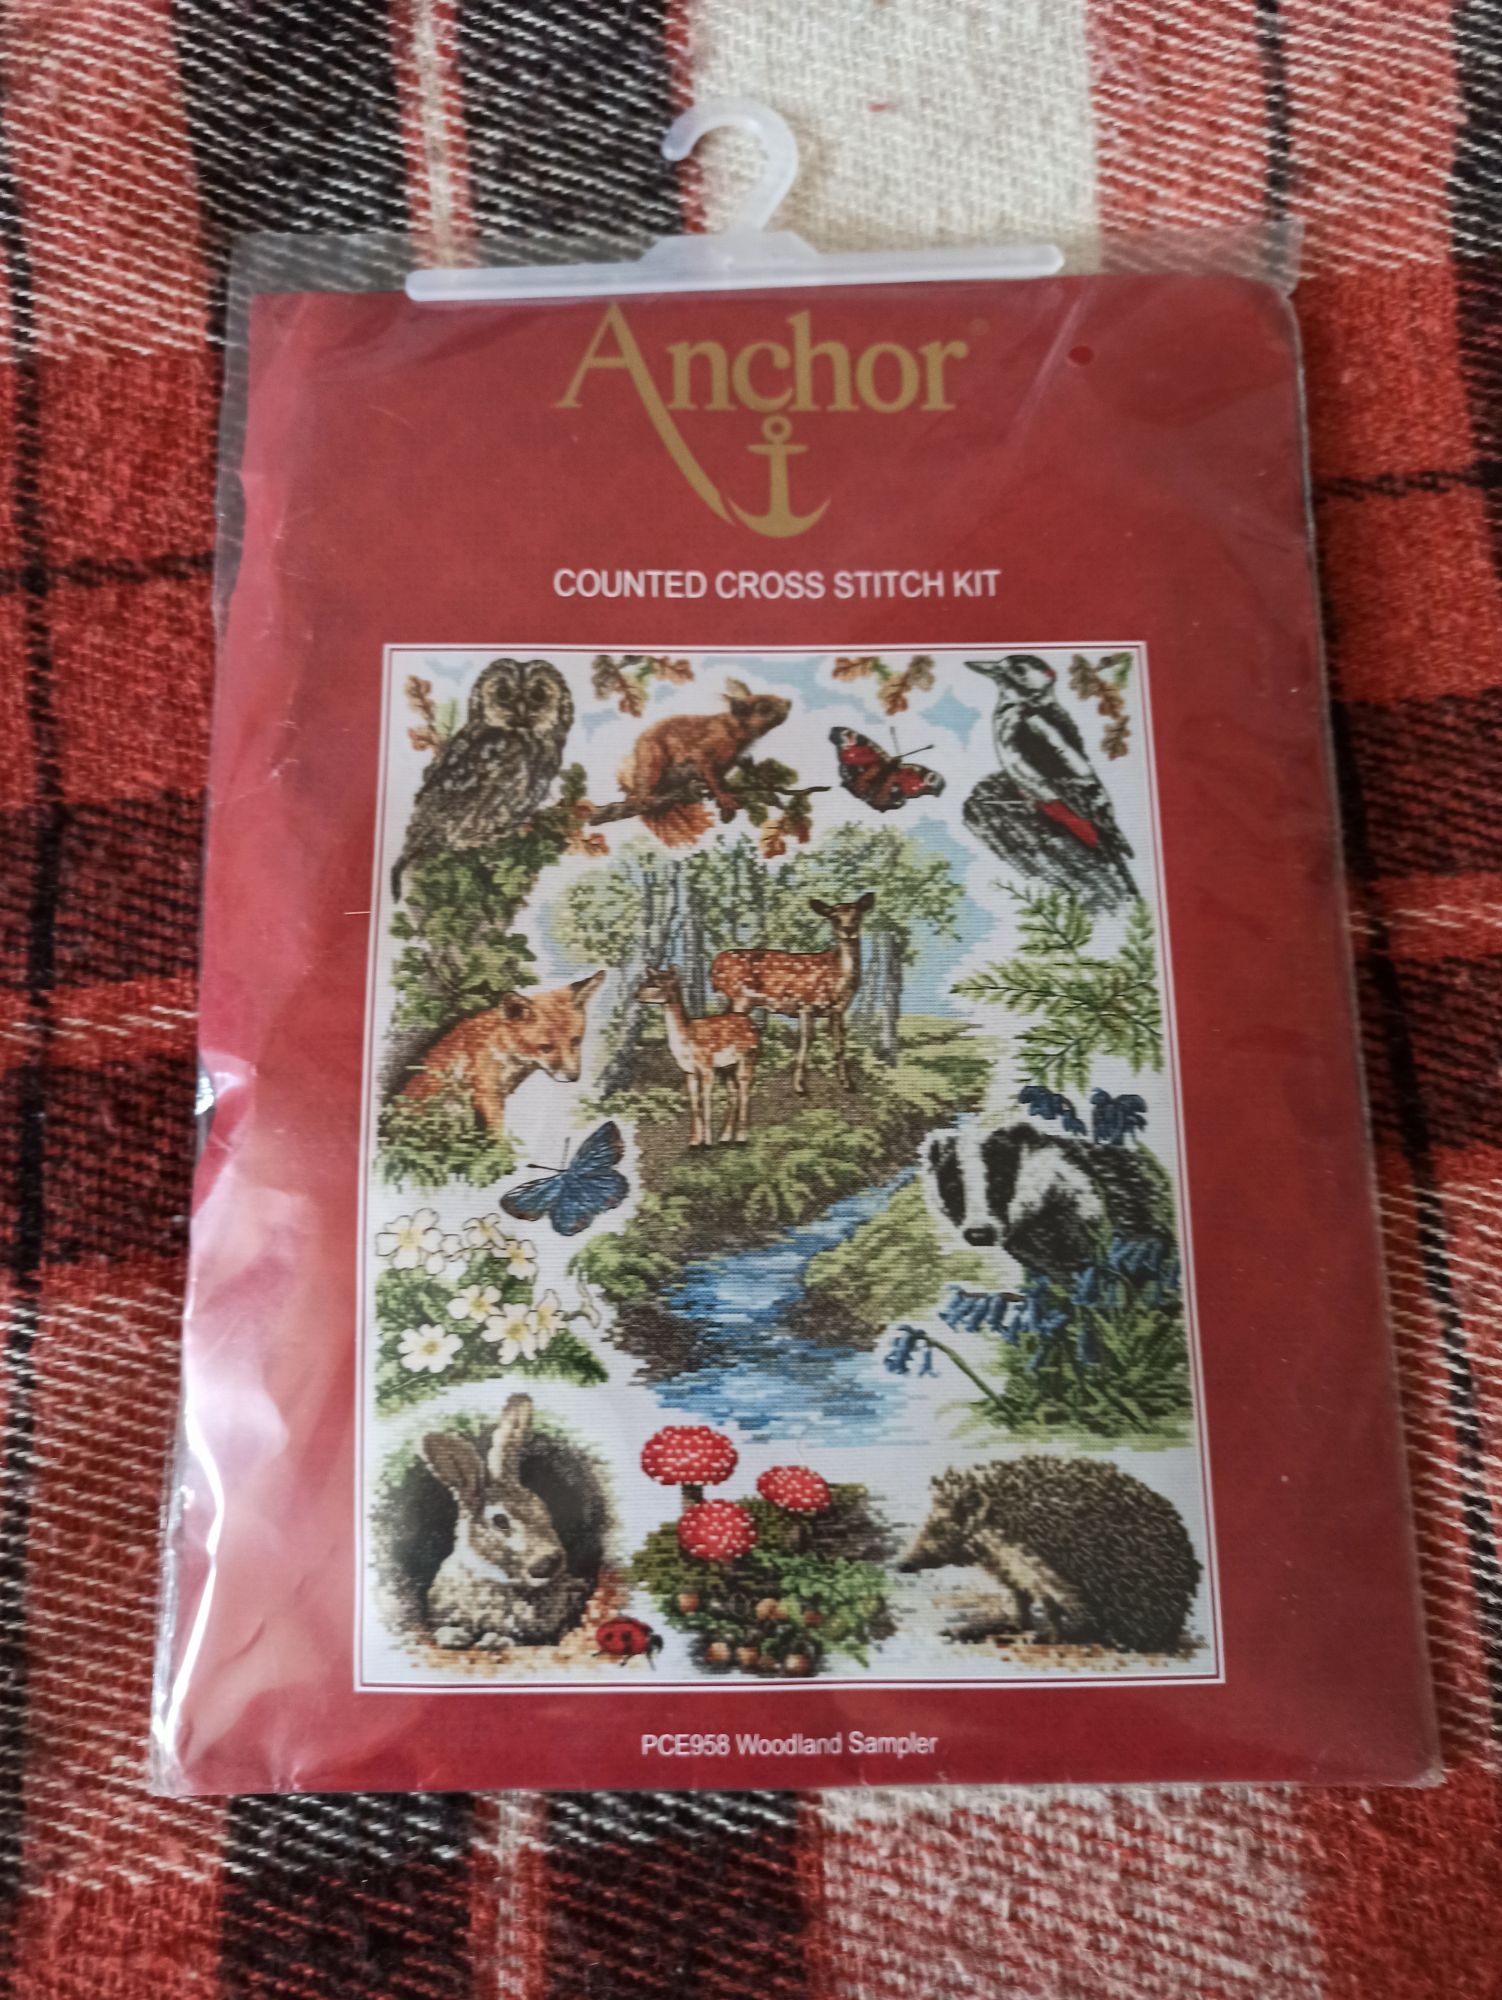 Anchor®
COUNTED CROSS STITCH KIT
PCE958 Woodland Sampler